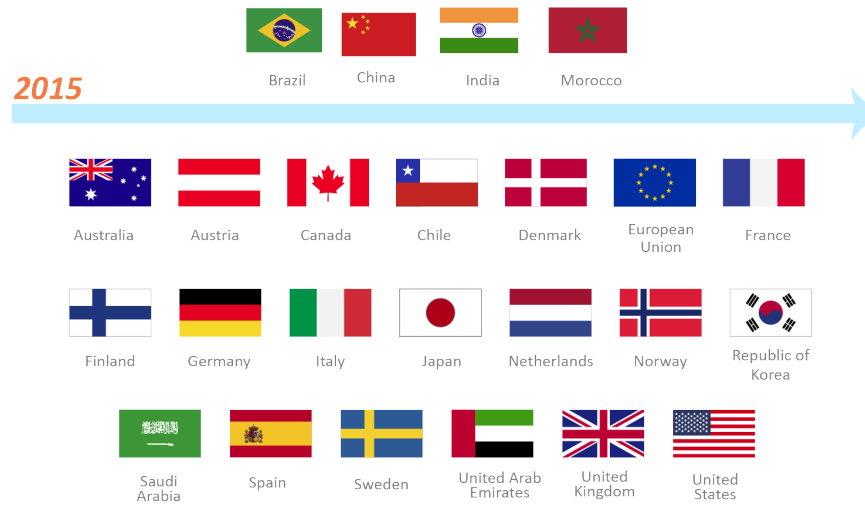 Brazil
China
India
Morocco
2015
Australia
Austria
Canada
Chile
Denmark
European
Union
France
Finland
Germany
Italy
Japan
Netherlands
Norway
Republic of
Korea
Saudi
Arabia
Spain
Sweden
United Arab
Emirates
United
Kingdom
United
States